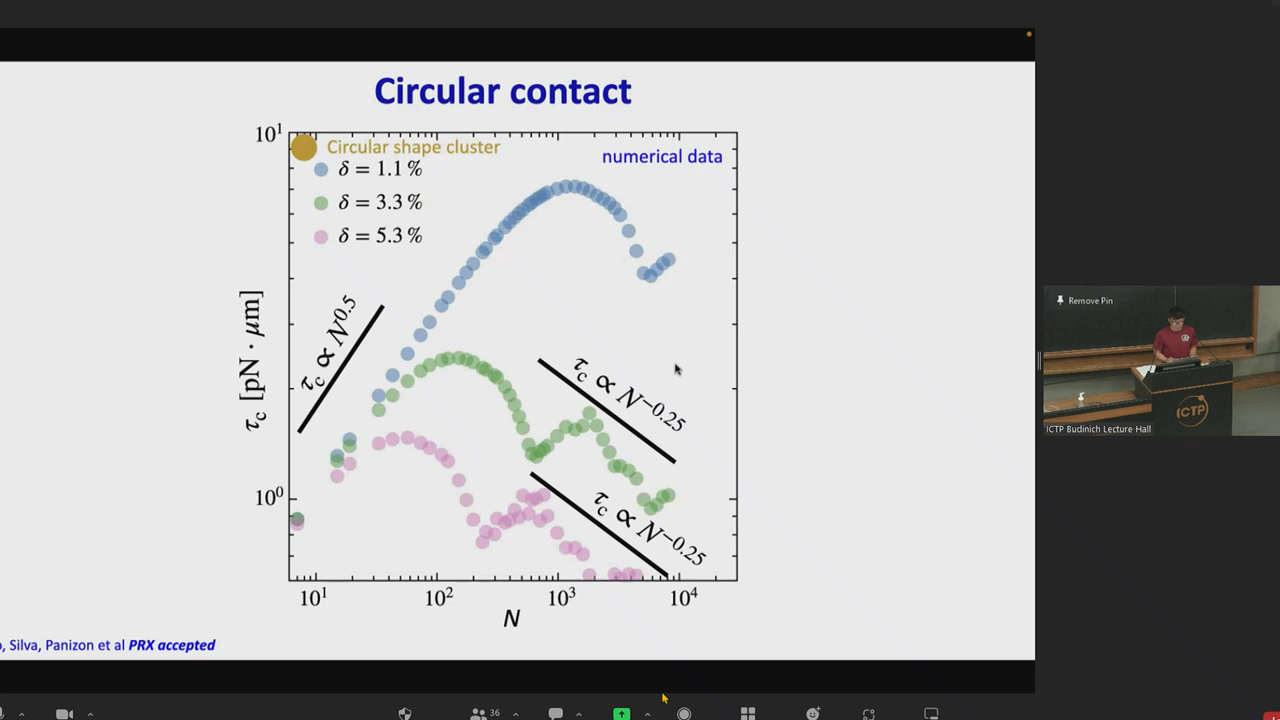 Circular contact
10¹
Circular shape cluster
numerical data
δ = 1.1 %
δ = 3.3 %
δ = 5.3 %
τc ∝ N^0.5
τc ∝ N^−0.25
τc ∝ N^−0.25
τc [pN · μm]
10⁰
10¹
10²
10³
10⁴
N
, Silva, Panizon et al PRX accepted
Remove Pin
ICTP
ICTP Budinich Lecture Hall
36